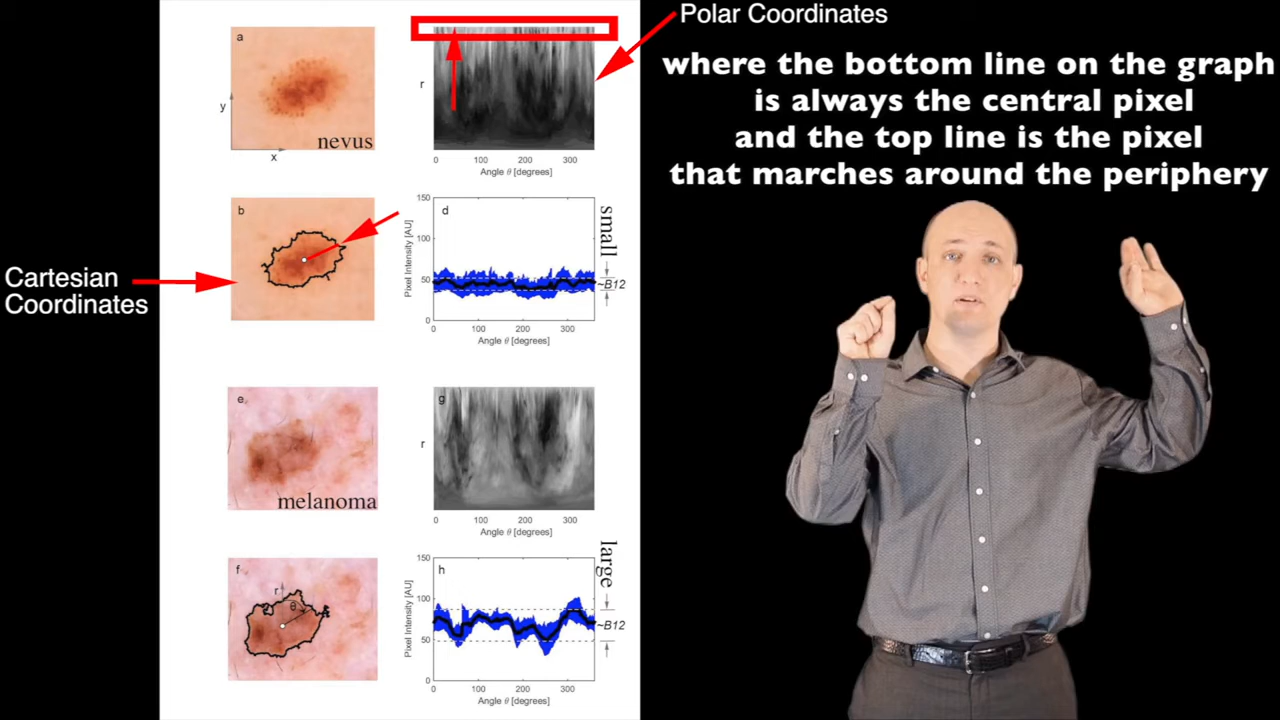 Polar Coordinates
where the bottom line on the graph
is always the central pixel
and the top line is the pixel
that marches around the periphery
Cartesian
Coordinates
a
y
x
nevus
r
0 100 200 300
Angle θ [degrees]
b
d
150
100
50
0
Pixel Intensity [AU]
small
~B12
0 100 200 300
Angle θ [degrees]
e
melanoma
g
r
0 100 200 300
Angle θ [degrees]
f
r
θ
h
150
100
50
0
Pixel Intensity [AU]
large
~B12
0 100 200 300
Angle θ [degrees]